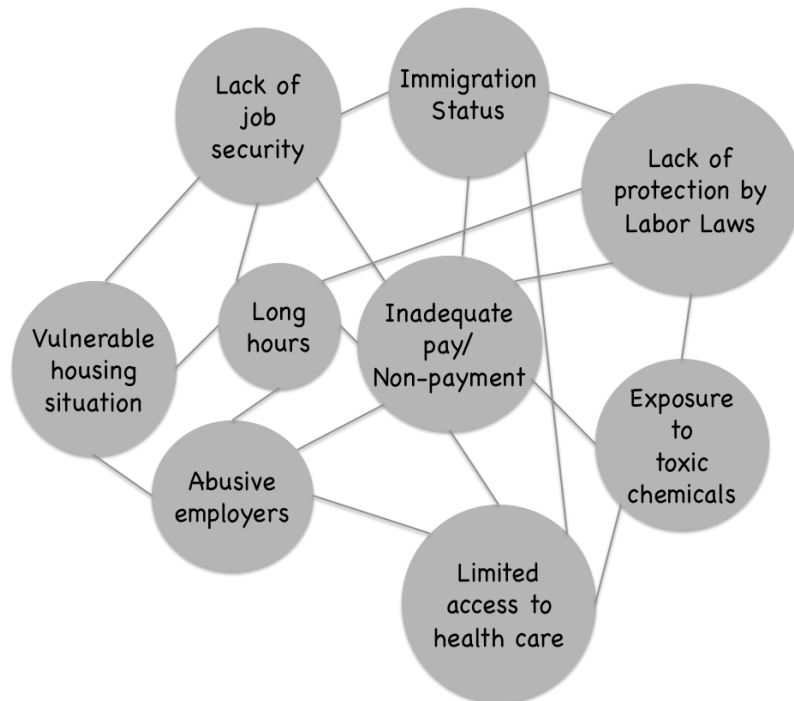 Lack of
job
security
Immigration
Status
Lack of
protection by
Labor Laws
Vulnerable
housing
situation
Long
hours
Inadequate
pay/
Non-payment
Exposure
to
toxic
chemicals
Abusive
employers
Limited
access to
health care